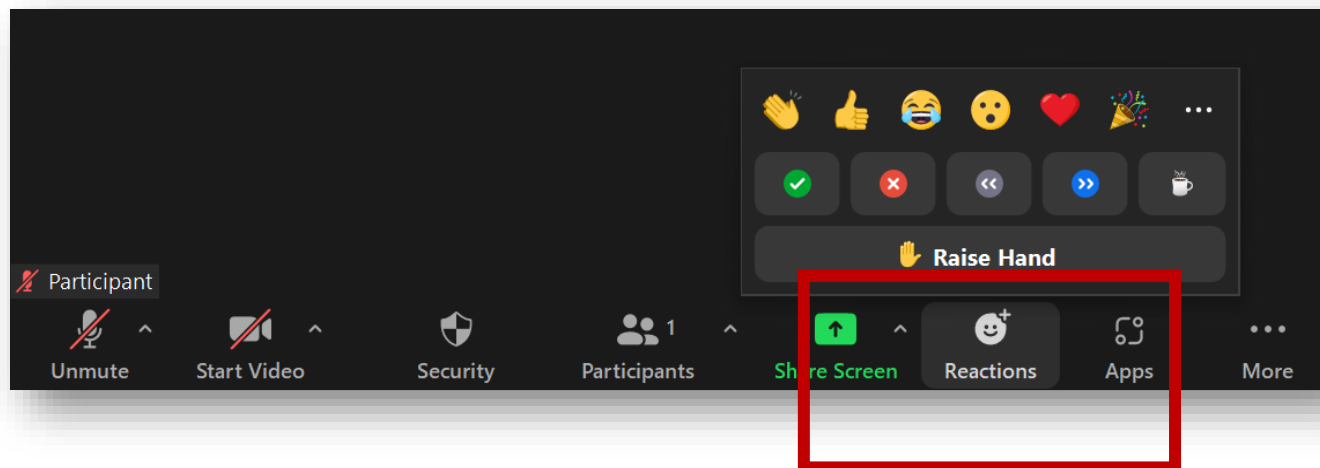 Raise Hand
Participant
1
Unmute
Start Video
Security
Participants
Share Screen
Reactions
Apps
More